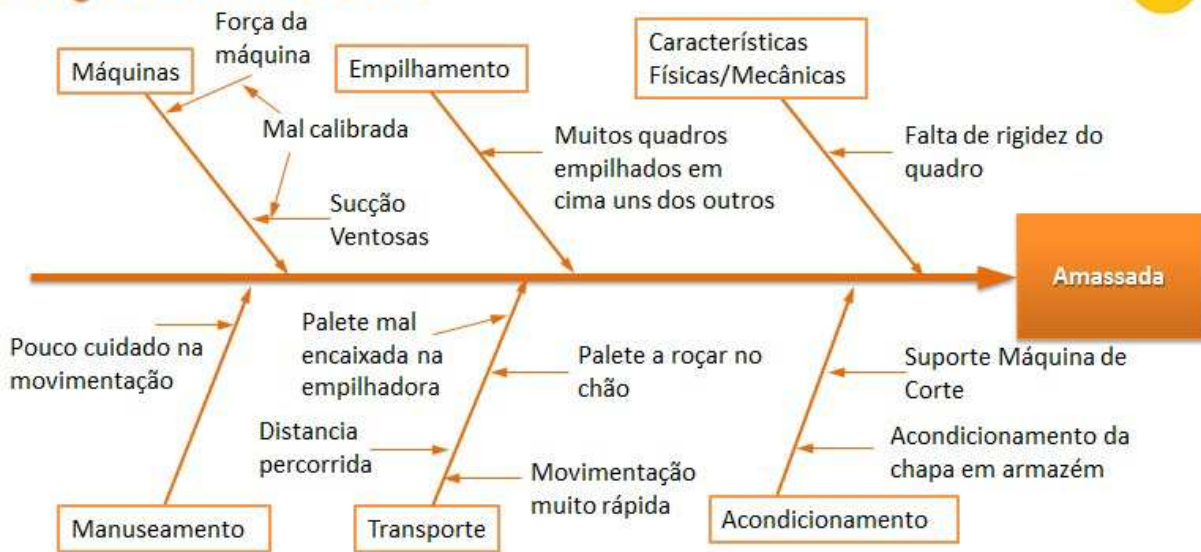 Força da
máquina
Máquinas
Empilhamento
Características
Físicas/Mecânicas
Mal calibrada
Muitos quadros
empilhados em
cima uns dos outros
Falta de rigidez do
quadro
Sucção
Ventosas
Amassada
Pouco cuidado na
movimentação
Palete mal
encaixada na
empilhadora
Palete a roçar no
chão
Suporte Máquina de
Corte
Distancia
percorrida
Movimentação
muito rápida
Acondicionamento da
chapa em armazém
Manuseamento
Transporte
Acondicionamento